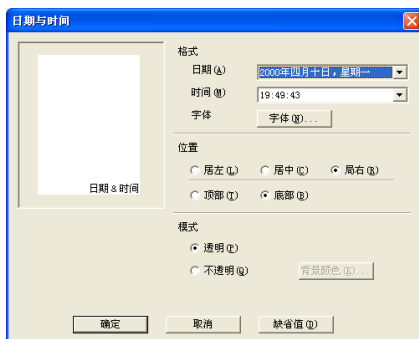 日期与时间
格式
日期(A) 2000年四月十日，星期一
时间(M) 19:49:43
字体 字体(N)...
位置
居左(L) 居中(C) 局右(R)
顶部(T) 底部(B)
模式
透明(P)
不透明(Q) 背景颜色(K)...
日期＆时间
确定 取消 缺省值(D)